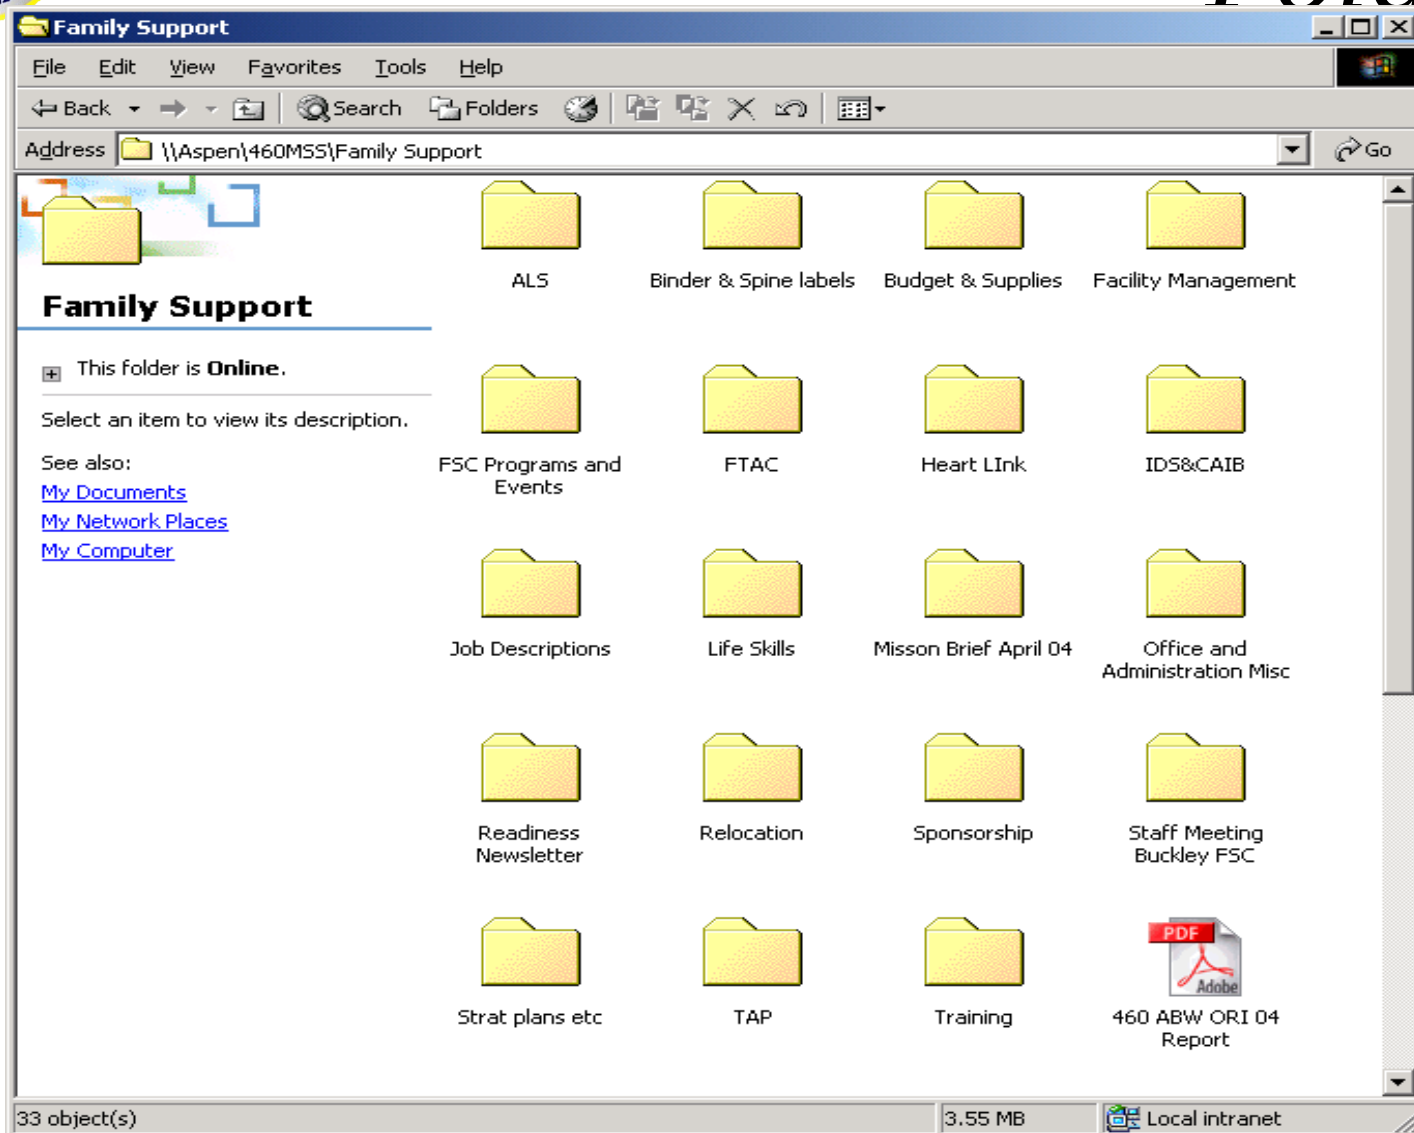 Family Support
File Edit View Favorites Tools Help
Back Search Folders
Address \\Aspen\460MSS\Family Support Go
Family Support
This folder is Online.
Select an item to view its description.
See also:
My Documents
My Network Places
My Computer
ALS
Binder & Spine labels
Budget & Supplies
Facility Management
FSC Programs and
Events
FTAC
Heart LInk
IDS&CAIB
Job Descriptions
Life Skills
Misson Brief April 04
Office and
Administration Misc
Readiness
Newsletter
Relocation
Sponsorship
Staff Meeting
Buckley FSC
Strat plans etc
TAP
Training
PDF
Adobe
460 ABW ORI 04
Report
33 object(s) 3.55 MB Local intranet